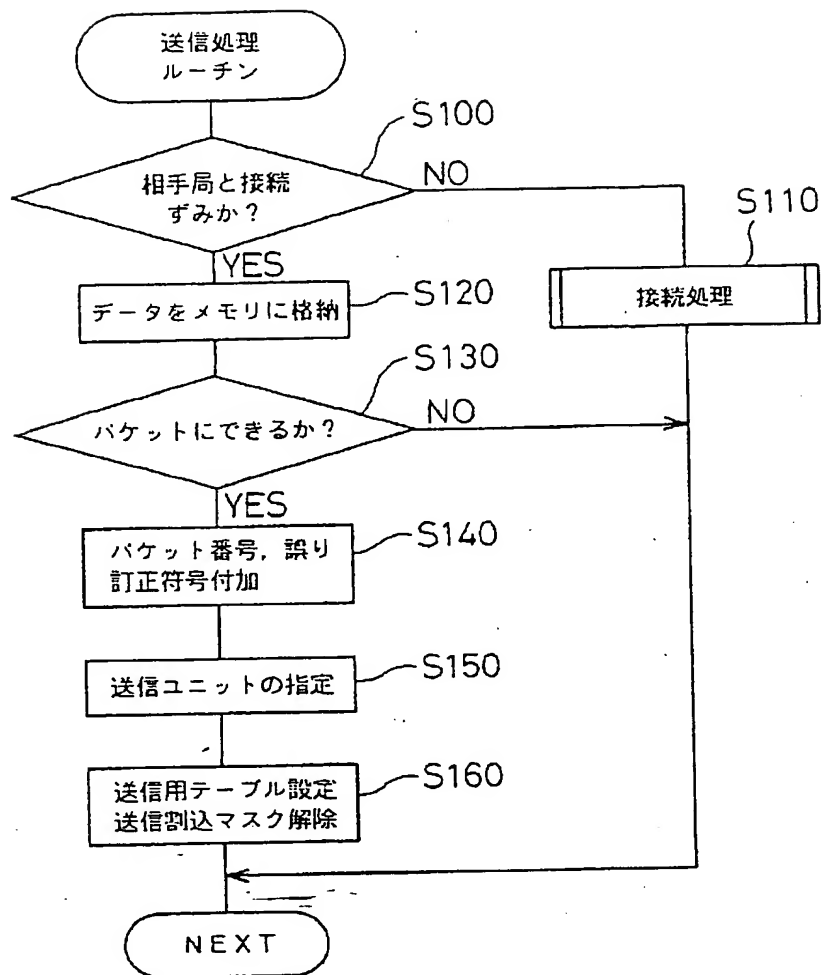 送信処理
ルーチン
S100
相手局と接続
ずみか?
NO
S110
YES
接続処理
S120
データをメモリに格納
S130
パケットにできるか?
NO
YES
S140
パケット番号,誤り
訂正符号付加
S150
送信ユニットの指定
S160
送信用テーブル設定
送信割込マスク解除
NEXT